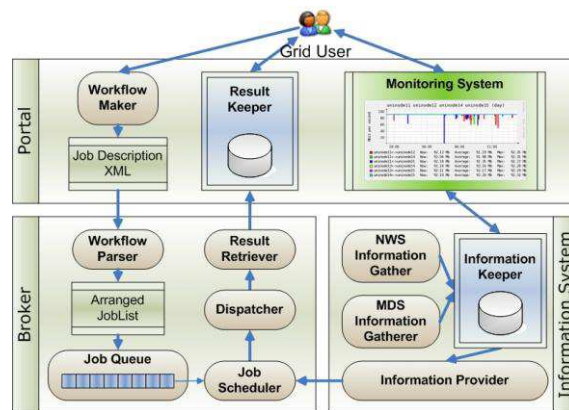 Grid User
Portal
Workflow
Maker
Job Description
XML
Result
Keeper
Monitoring System
Broker
Workflow
Parser
Arranged
JobList
Job Queue
Result
Retriever
Dispatcher
Job
Scheduler
Information System
NWS
Information
Gather
MDS
Information
Gatherer
Information
Keeper
Information Provider